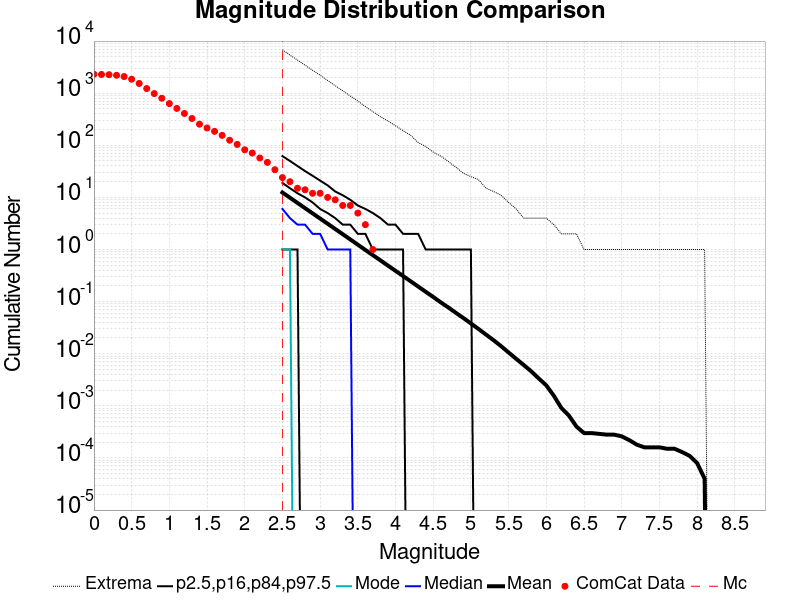 Magnitude Distribution Comparison
Cumulative Number
10^4
10^3
10^2
10^1
10^0
10^-1
10^-2
10^-3
10^-4
10^-5
0 0.5 1 1.5 2 2.5 3 3.5 4 4.5 5 5.5 6 6.5 7 7.5 8 8.5
Magnitude
Extrema p2.5,p16,p84,p97.5 Mode Median Mean ComCat Data Mc